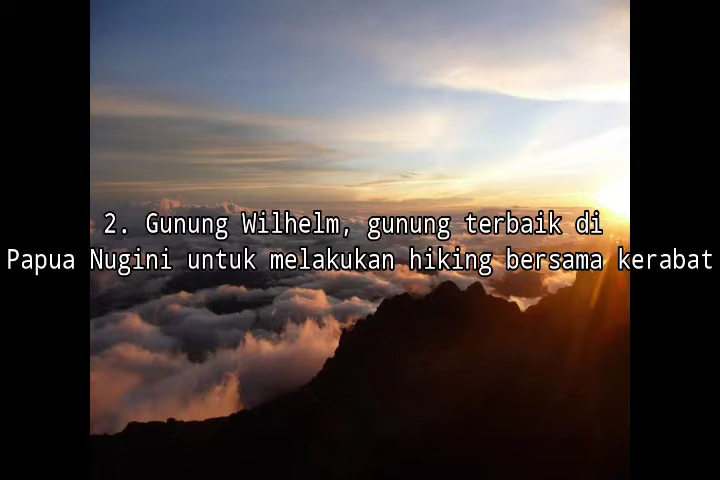 2. Gunung Wilhelm, gunung terbaik di
Papua Nugini untuk melakukan hiking bersama kerabat